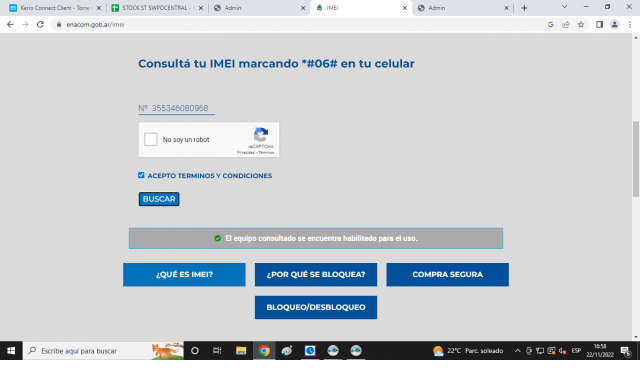 Kerio Connect Client - Torre
STOCK ST SWPOCENTRAL -
Admin
IMEI
Admin
enacom.gob.ar/imei
Consultá tu IMEI marcando *#06# en tu celular
Nº 355346080968
No soy un robot
reCAPTCHA
Privacidad - Términos
ACEPTO TERMINOS Y CONDICIONES
BUSCAR
El equipo consultado se encuentra habilitado para el uso.
¿QUÉ ES IMEI? ¿POR QUÉ SE BLOQUEA? COMPRA SEGURA
BLOQUEO/DESBLOQUEO
Escribe aquí para buscar
22°C Parc. soleado
ESP
16:58
22/11/2022